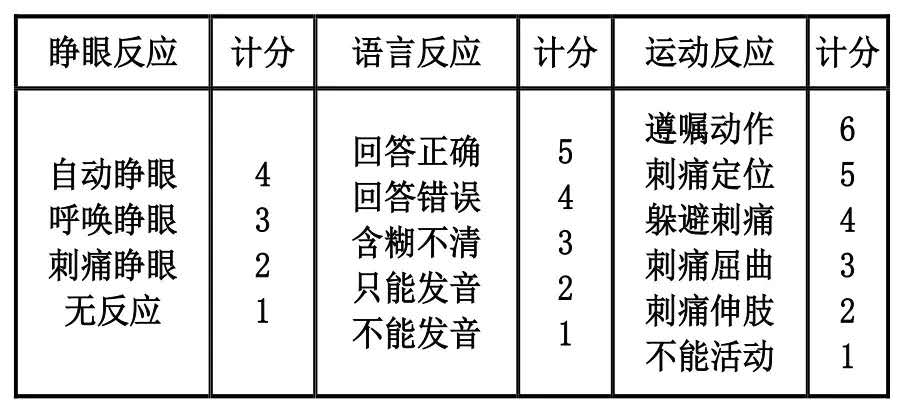 睁眼反应 计分 语言反应 计分 运动反应 计分
自动睁眼 4
呼唤睁眼 3
刺痛睁眼 2
无反应 1
回答正确 5
回答错误 4
含糊不清 3
只能发音 2
不能发音 1
遵嘱动作 6
刺痛定位 5
躲避刺痛 4
刺痛屈曲 3
刺痛伸肢 2
不能活动 1